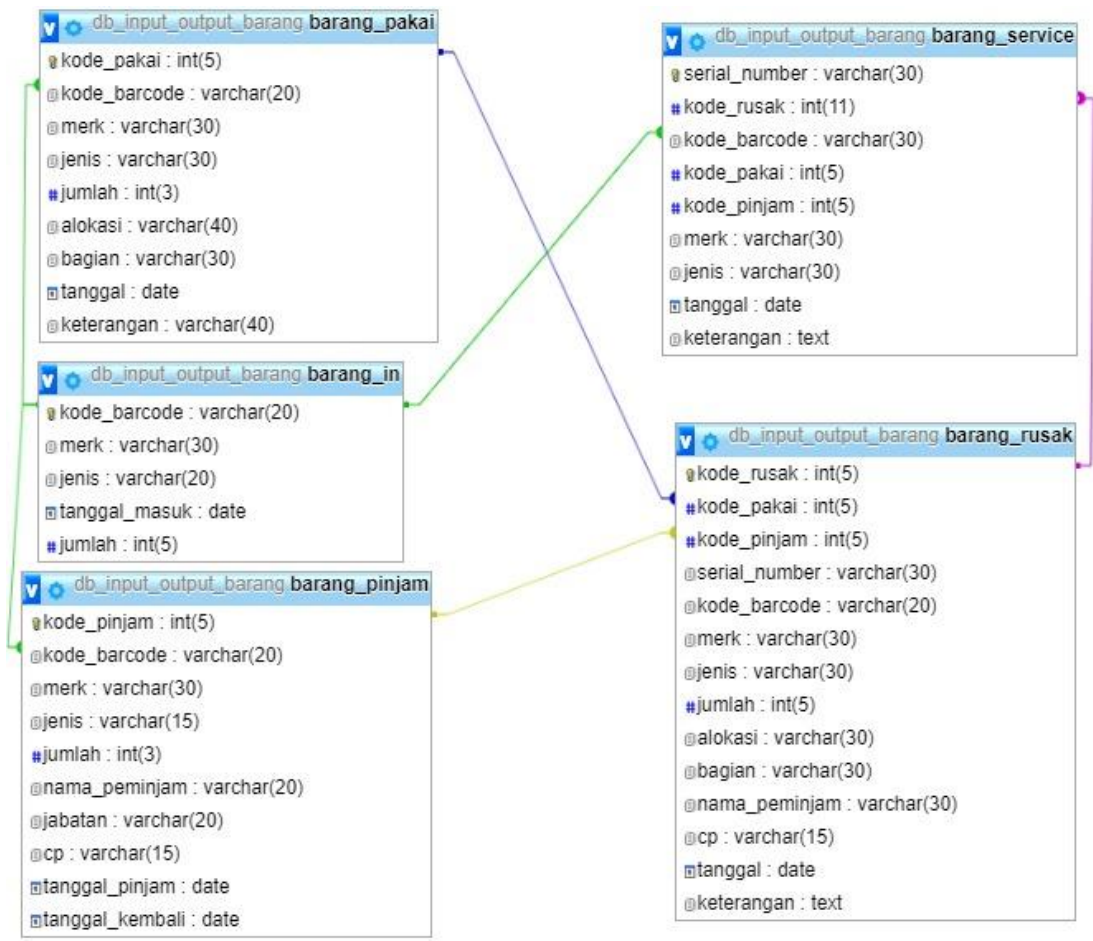 db_input_output_barang barang_pakai
kode_pakai : int(5)
kode_barcode : varchar(20)
merk : varchar(30)
jenis : varchar(30)
jumlah : int(3)
alokasi : varchar(40)
bagian : varchar(30)
tanggal : date
keterangan : varchar(40)
db_input_output_barang barang_in
kode_barcode : varchar(20)
merk : varchar(30)
jenis : varchar(20)
tanggal_masuk : date
jumlah : int(5)
db_input_output_barang barang_pinjam
kode_pinjam : int(5)
kode_barcode : varchar(20)
merk : varchar(30)
jenis : varchar(15)
jumlah : int(3)
nama_peminjam : varchar(20)
jabatan : varchar(20)
cp : varchar(15)
tanggal_pinjam : date
tanggal_kembali : date
db_input_output_barang barang_service
serial_number : varchar(30)
kode_rusak : int(11)
kode_barcode : varchar(30)
kode_pakai : int(5)
kode_pinjam : int(5)
merk : varchar(30)
jenis : varchar(30)
tanggal : date
keterangan : text
db_input_output_barang barang_rusak
kode_rusak : int(5)
kode_pakai : int(5)
kode_pinjam : int(5)
serial_number : varchar(30)
kode_barcode : varchar(20)
merk : varchar(30)
jenis : varchar(30)
jumlah : int(5)
alokasi : varchar(30)
bagian : varchar(30)
nama_peminjam : varchar(30)
cp : varchar(15)
tanggal : date
keterangan : text